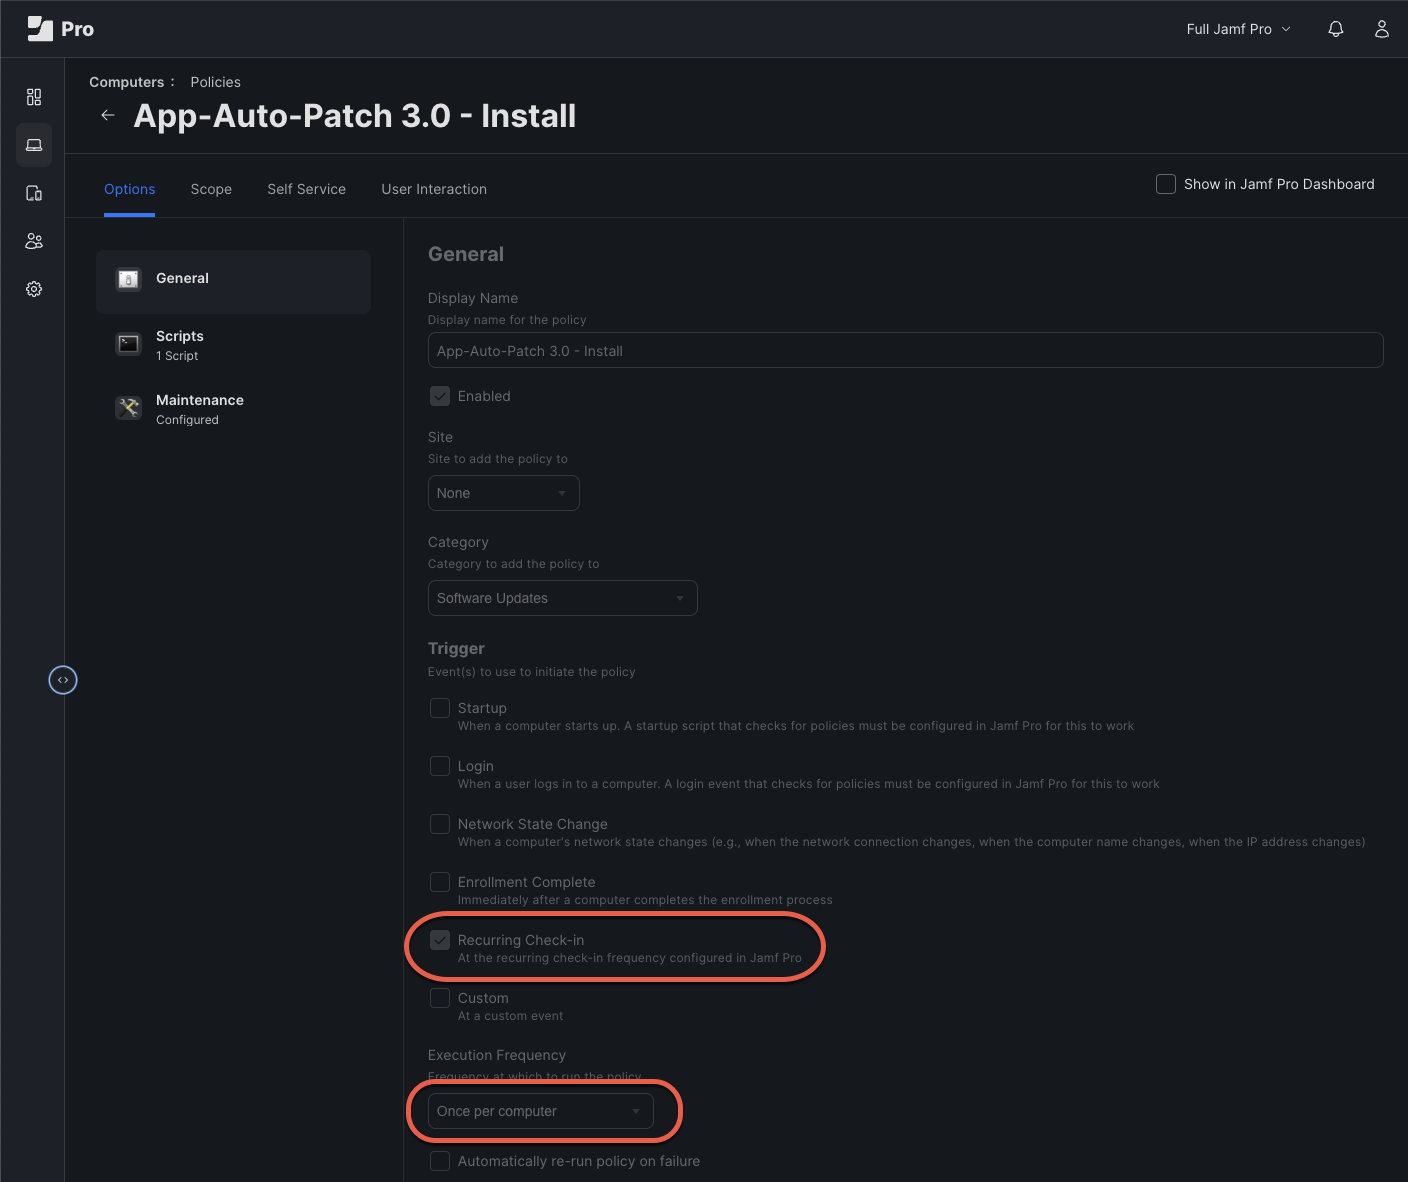 Pro
Full Jamf Pro
Computers : Policies
App-Auto-Patch 3.0 - Install
Options Scope Self Service User Interaction
Show in Jamf Pro Dashboard
General
Scripts
1 Script
Maintenance
Configured
General
Display Name
Display name for the policy
App-Auto-Patch 3.0 - Install
Enabled
Site
Site to add the policy to
None
Category
Category to add the policy to
Software Updates
Trigger
Event(s) to use to initiate the policy
Startup
When a computer starts up. A startup script that checks for policies must be configured in Jamf Pro for this to work
Login
When a user logs in to a computer. A login event that checks for policies must be configured in Jamf Pro for this to work
Network State Change
When a computer's network state changes (e.g., when the network connection changes, when the computer name changes, when the IP address changes)
Enrollment Complete
Immediately after a computer completes the enrollment process
Recurring Check-in
At the recurring check-in frequency configured in Jamf Pro
Custom
At a custom event
Execution Frequency
Frequency at which to run the policy
Once per computer
Automatically re-run policy on failure